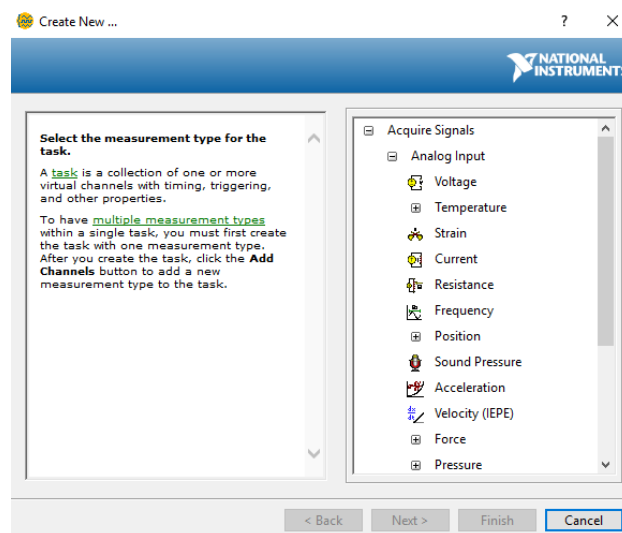 Create New ...
?
NATIONAL
INSTRUMENTS
Select the measurement type for the
task.
A task is a collection of one or more
virtual channels with timing, triggering,
and other properties.
To have multiple measurement types
within a single task, you must first create
the task with one measurement type.
After you create the task, click the Add
Channels button to add a new
measurement type to the task.
Acquire Signals
Analog Input
Voltage
Temperature
Strain
Current
Resistance
Frequency
Position
Sound Pressure
Acceleration
Velocity (IEPE)
Force
Pressure
< Back
Next >
Finish
Cancel